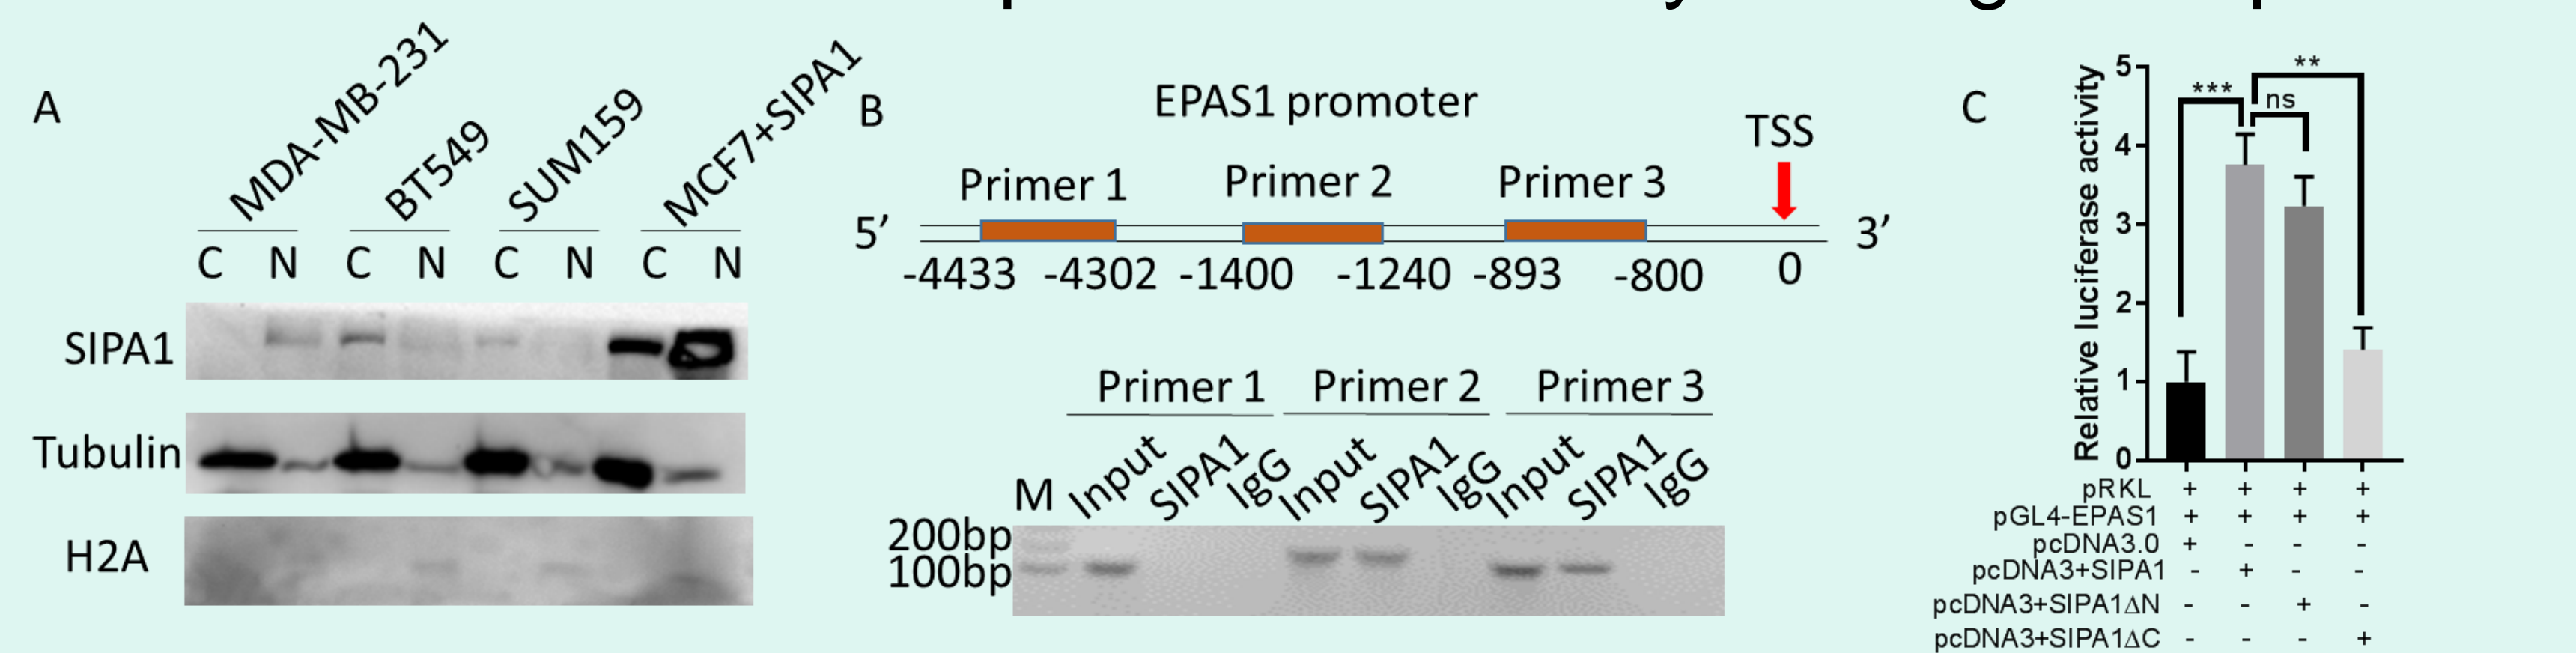 A
MDA-MB-231
BT549
SUM159
MCF7+SIPA1
C N C N C N C N
SIPA1
Tubulin
H2A
B
EPAS1 promoter
TSS
Primer 1 Primer 2 Primer 3
5’ 3’
-4433 -4302 -1400 -1240 -893 -800 0
Primer 1 Primer 2 Primer 3
M Input SIPA1 IgG Input SIPA1 IgG Input SIPA1 IgG
200bp
100bp
C
Relative luciferase activity
5
4
3
2
1
0
*** ns **
pRKL + + + +
pGL4-EPAS1 + + + +
pcDNA3.0 + - - -
pcDNA3+SIPA1 - + - -
pcDNA3+SIPA1ΔN - - + -
pcDNA3+SIPA1ΔC - - - +